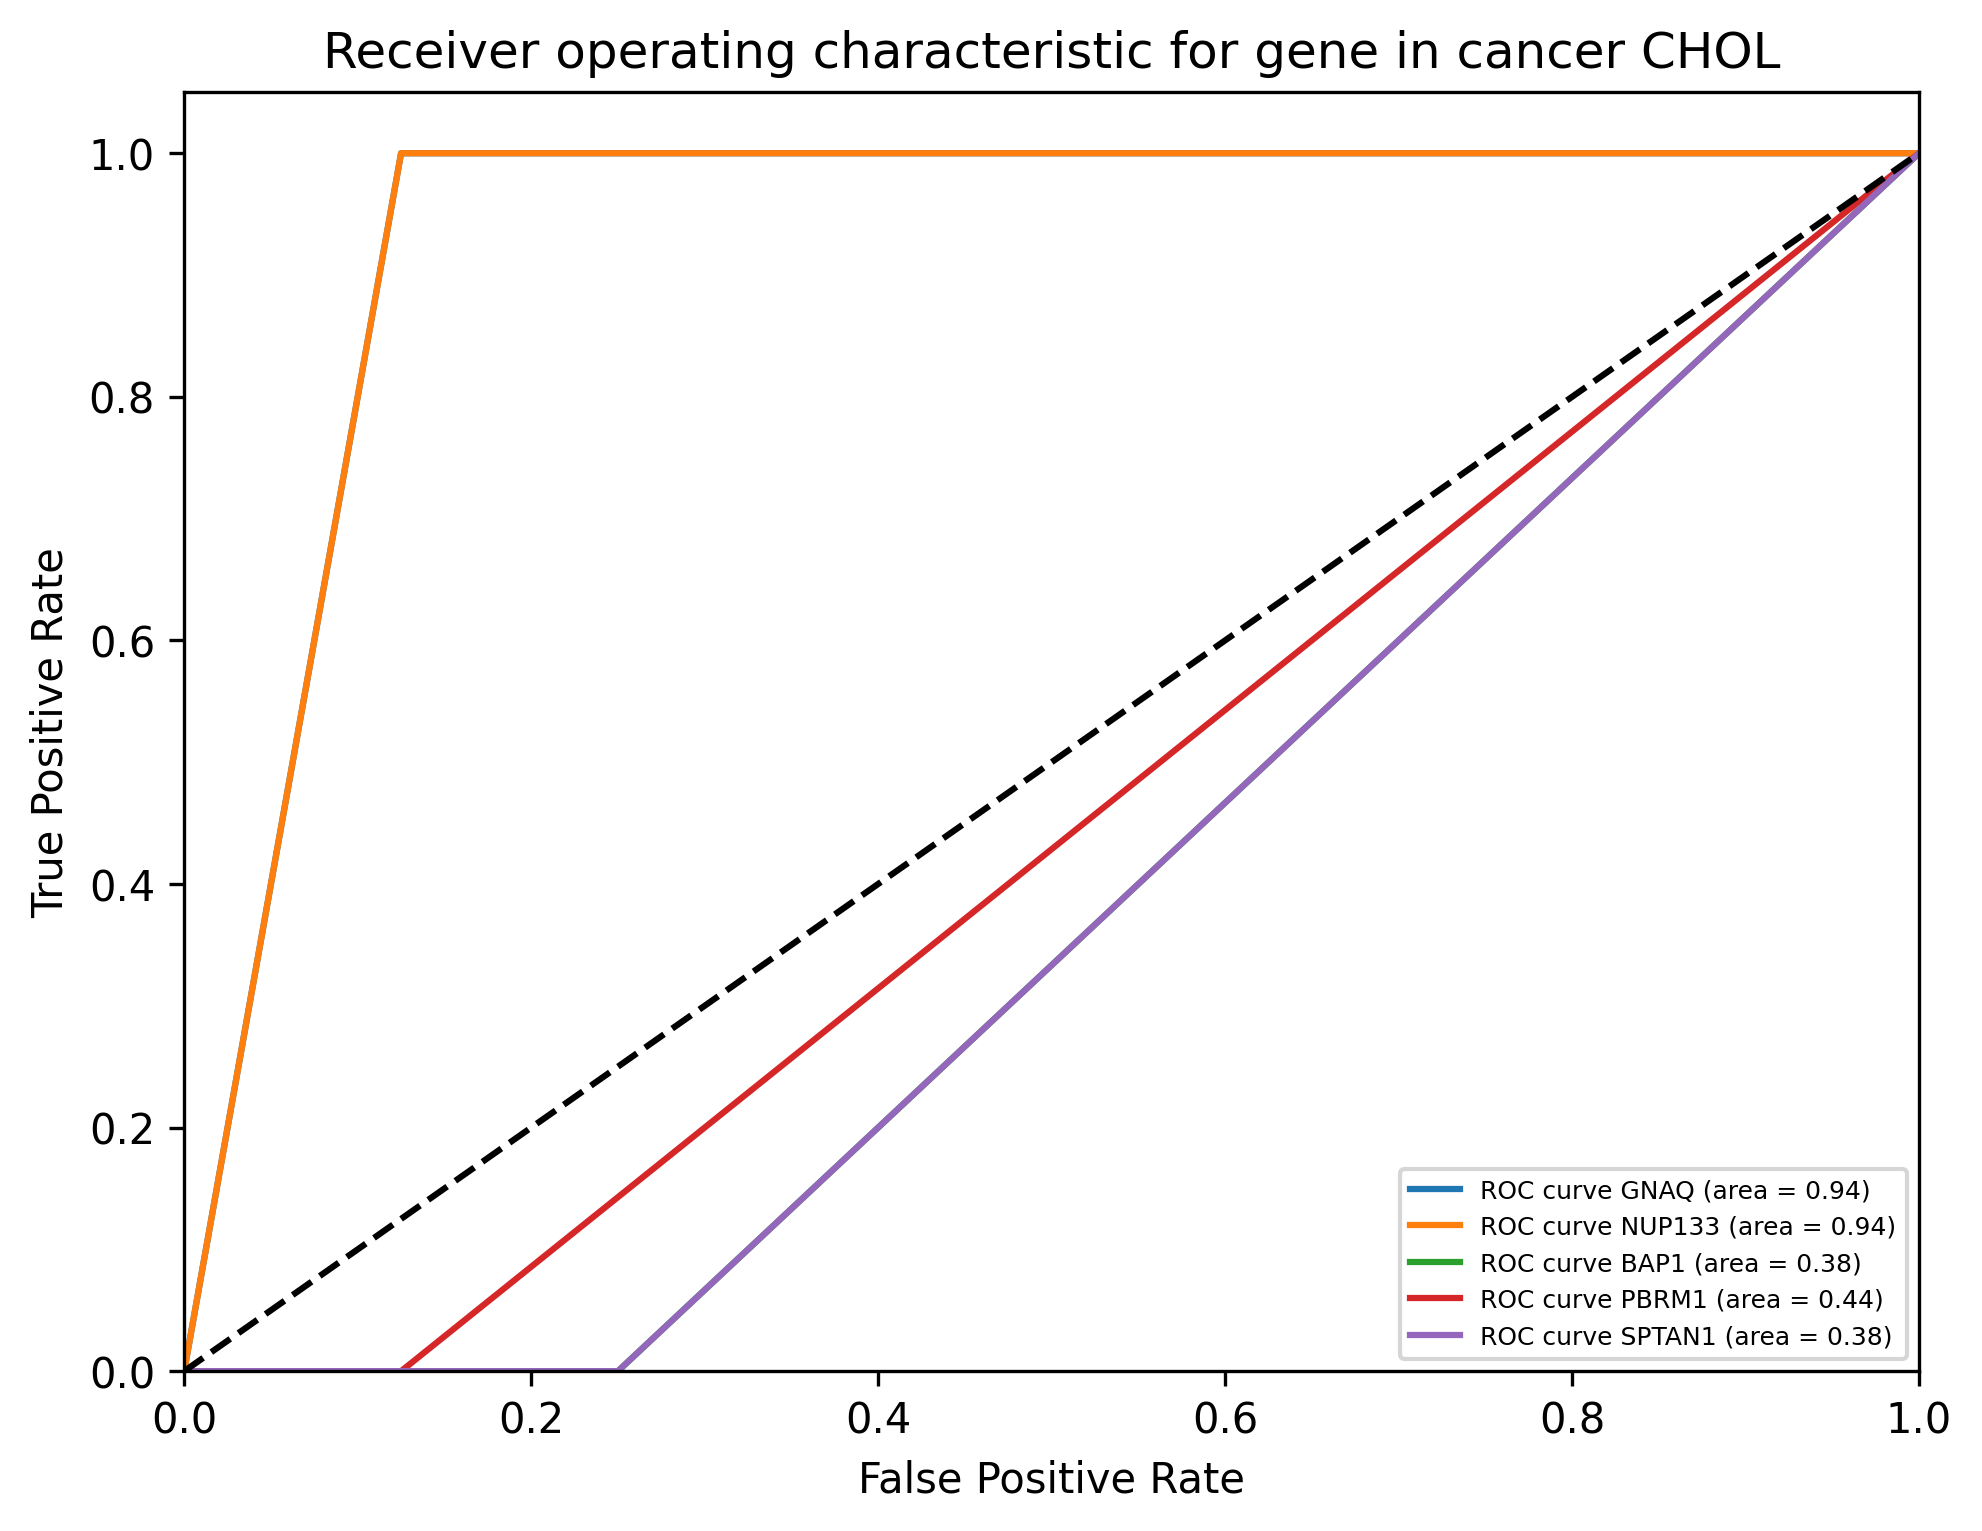 Receiver operating characteristic for gene in cancer CHOL
True Positive Rate
1.0
0.8
0.6
0.4
0.2
0.0
ROC curve GNAQ (area = 0.94)
ROC curve NUP133 (area = 0.94)
ROC curve BAP1 (area = 0.38)
ROC curve PBRM1 (area = 0.44)
ROC curve SPTAN1 (area = 0.38)
0.0 0.2 0.4 0.6 0.8 1.0
False Positive Rate